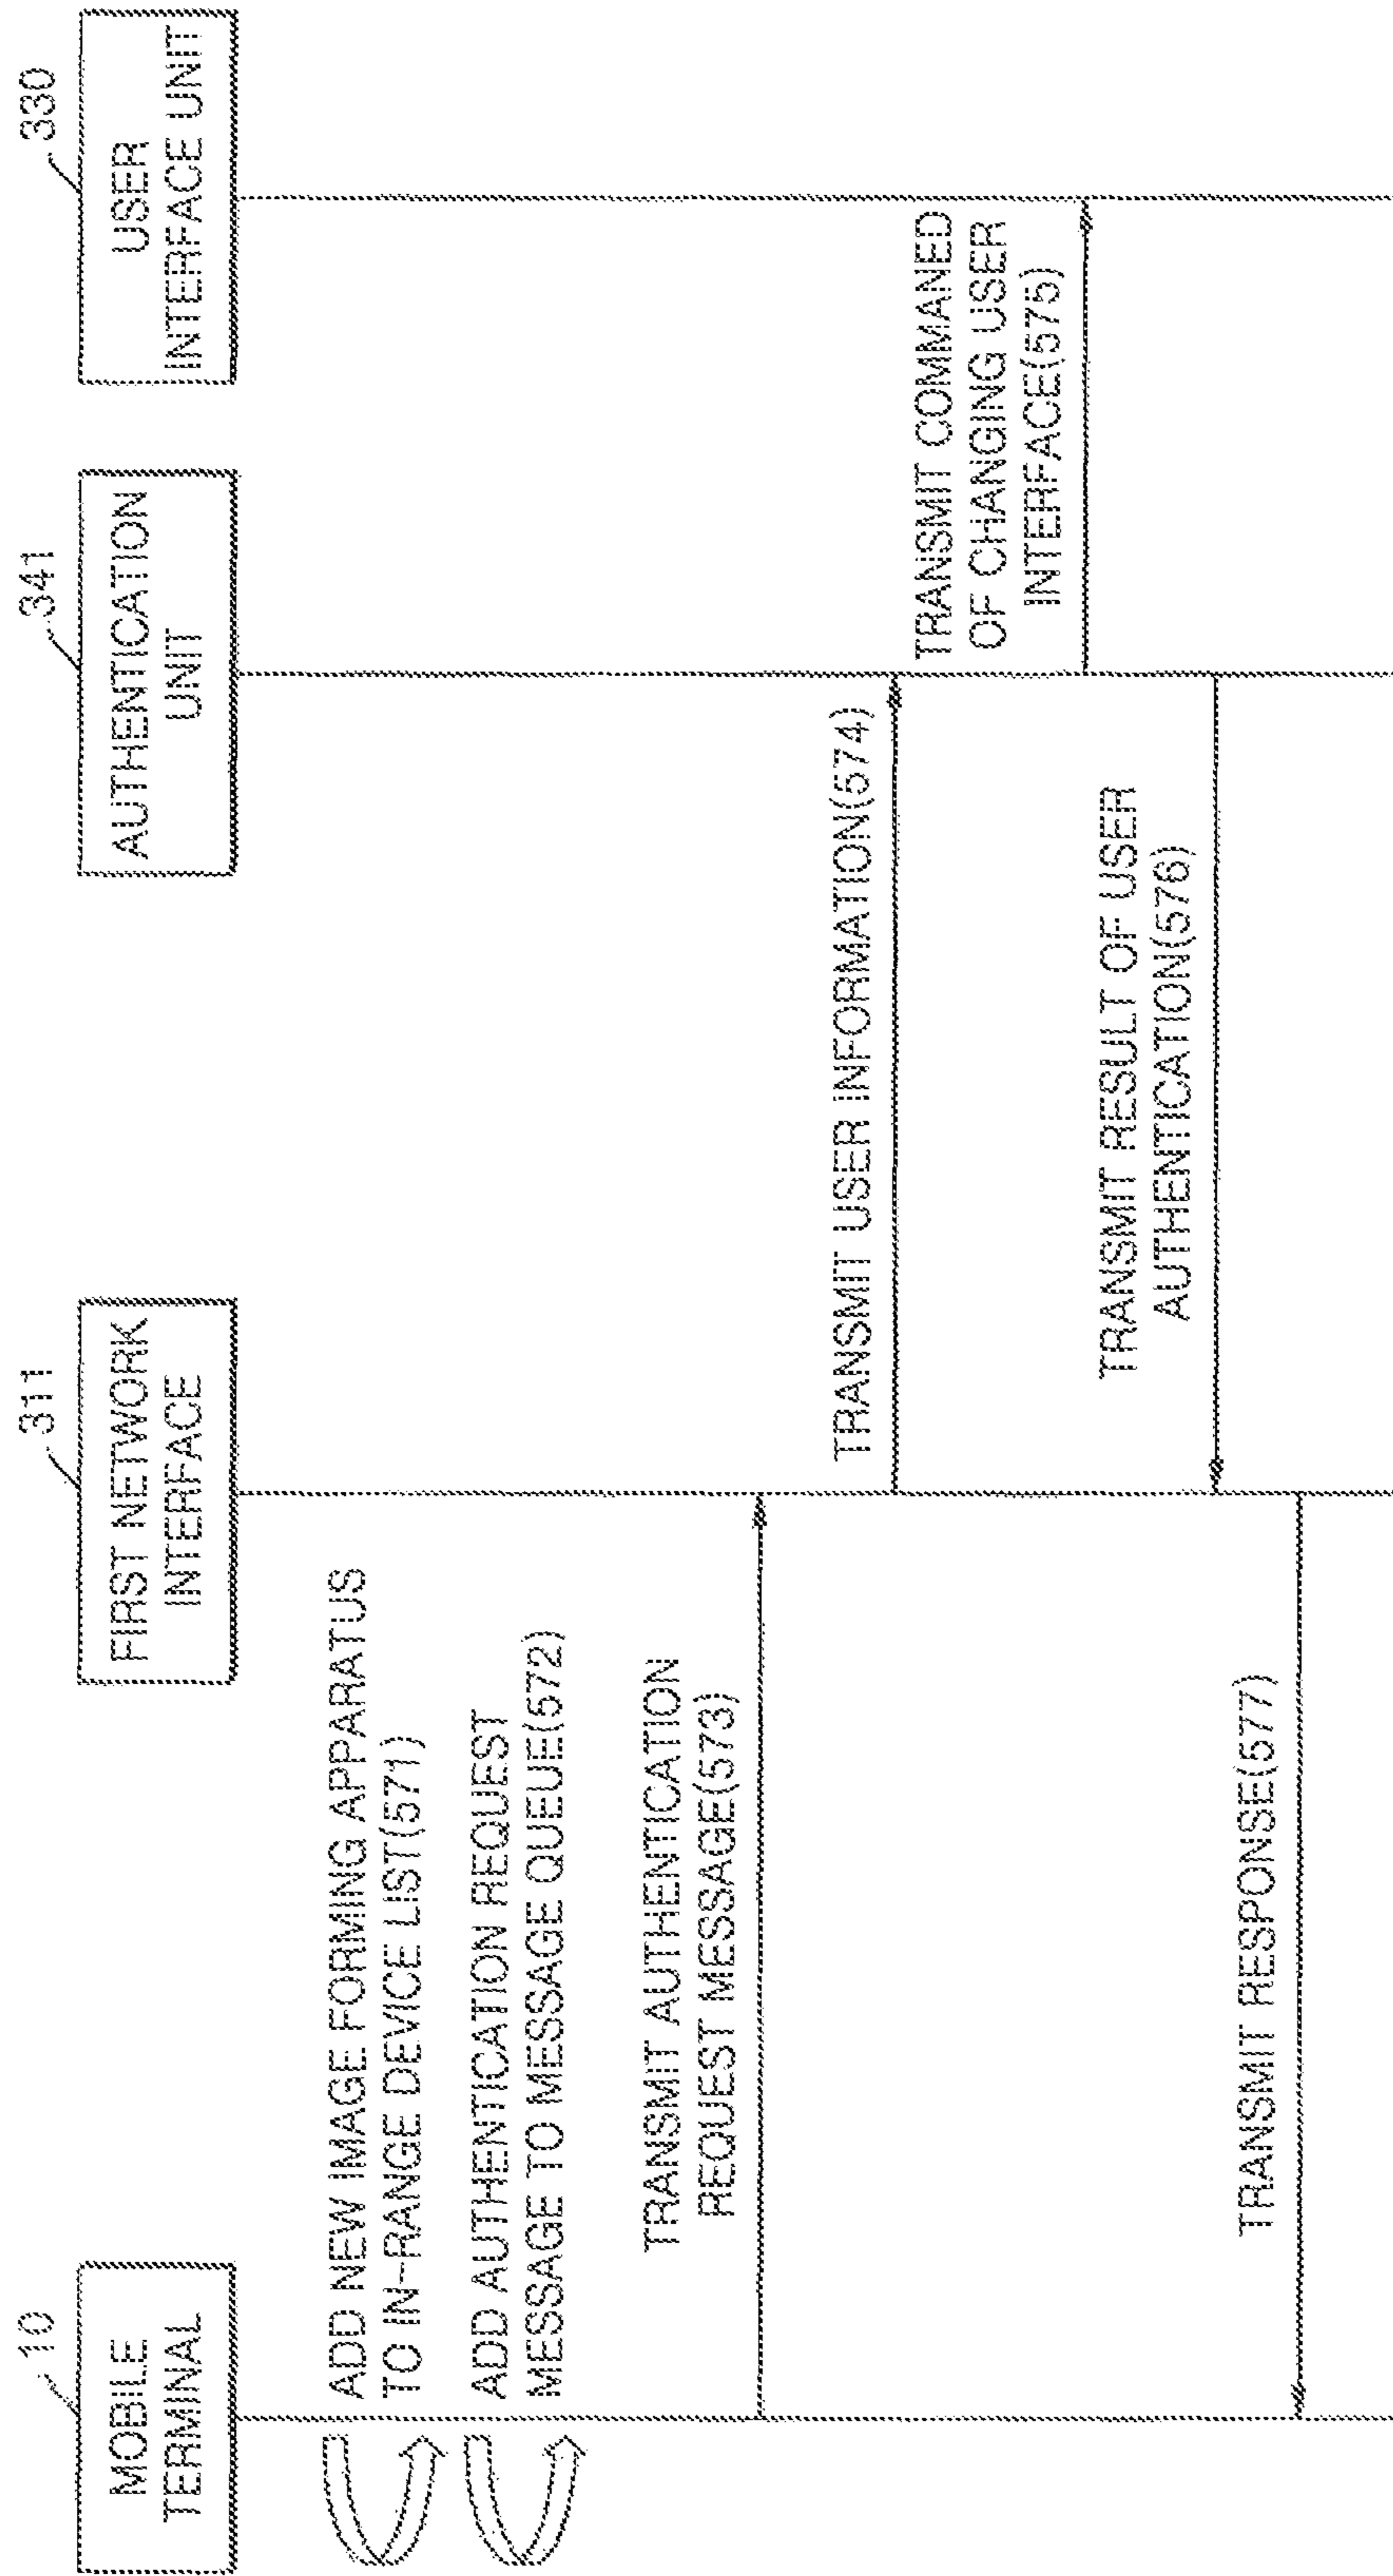 10
MOBILE
TERMINAL
311
FIRST NETWORK
INTERFACE
341
AUTHENTICATION
UNIT
330
USER
INTERFACE UNIT
ADD NEW IMAGE FORMING APPARATUS
TO IN-RANGE DEVICE LIST(571)
ADD AUTHENTICATION REQUEST
MESSAGE TO MESSAGE QUEUE(572)
TRANSMIT AUTHENTICATION
REQUEST MESSAGE(573)
TRANSMIT USER INFORMATION(574)
TRANSMIT COMMANED
OF CHANGING USER
INTERFACE(575)
TRANSMIT RESULT OF USER
AUTHENTICATION(576)
TRANSMIT RESPONSE(577)